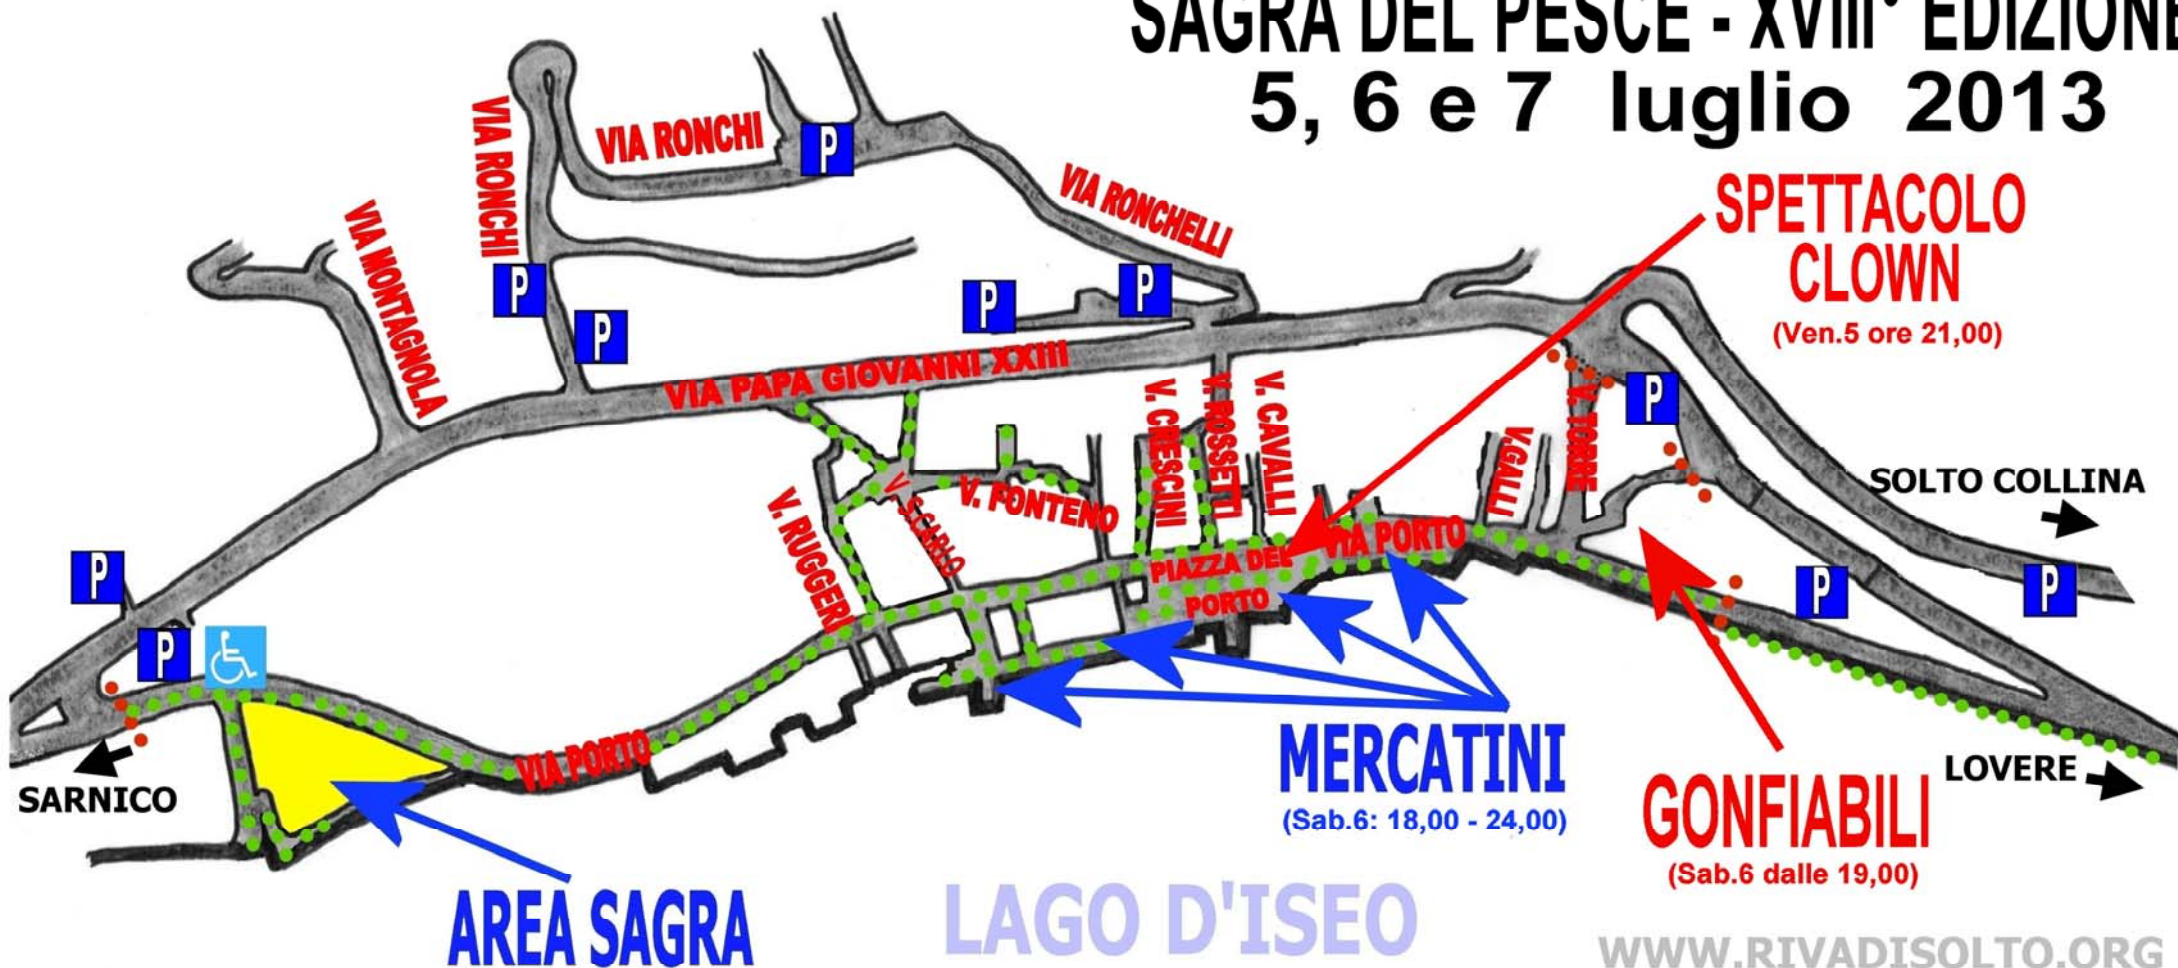 SAGRA DEL PESCE - XVIII° EDIZIONE
5, 6 e 7 luglio 2013
VIA RONCHI
VIA RONCHI
P
VIA RONCHELLI
SPETTACOLO
CLOWN
(Ven.5 ore 21,00)
VIA MONTAGNOLA
P
P
P
P
VIA PAPA GIOVANNI XXIII
V. CRESCINI
V. ROSSETTI
V. CAVALLI
V.GALLI
V. TORRE
P
SOLTO COLLINA
V. RUGGERI
V. S.CARLO
V. FONTENO
PIAZZA DEL
PORTO
VIA PORTO
P
P
P
P
VIA PORTO
SARNICO
MERCATINI
(Sab.6: 18,00 - 24,00)
LOVERE
GONFIABILI
(Sab.6 dalle 19,00)
AREA SAGRA
LAGO D'ISEO
WWW.RIVADISOLTO.ORG